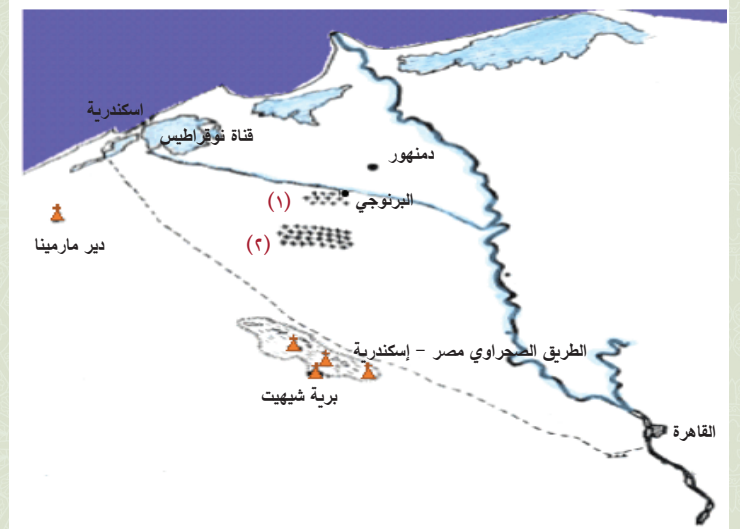 اسكندرية
قناة نوقراطيس
دمنهور
البرنوجي
(١)
(٢)
دير مارمينا
الطريق الصحراوي مصر - إسكندرية
برية شيهيت
القاهرة